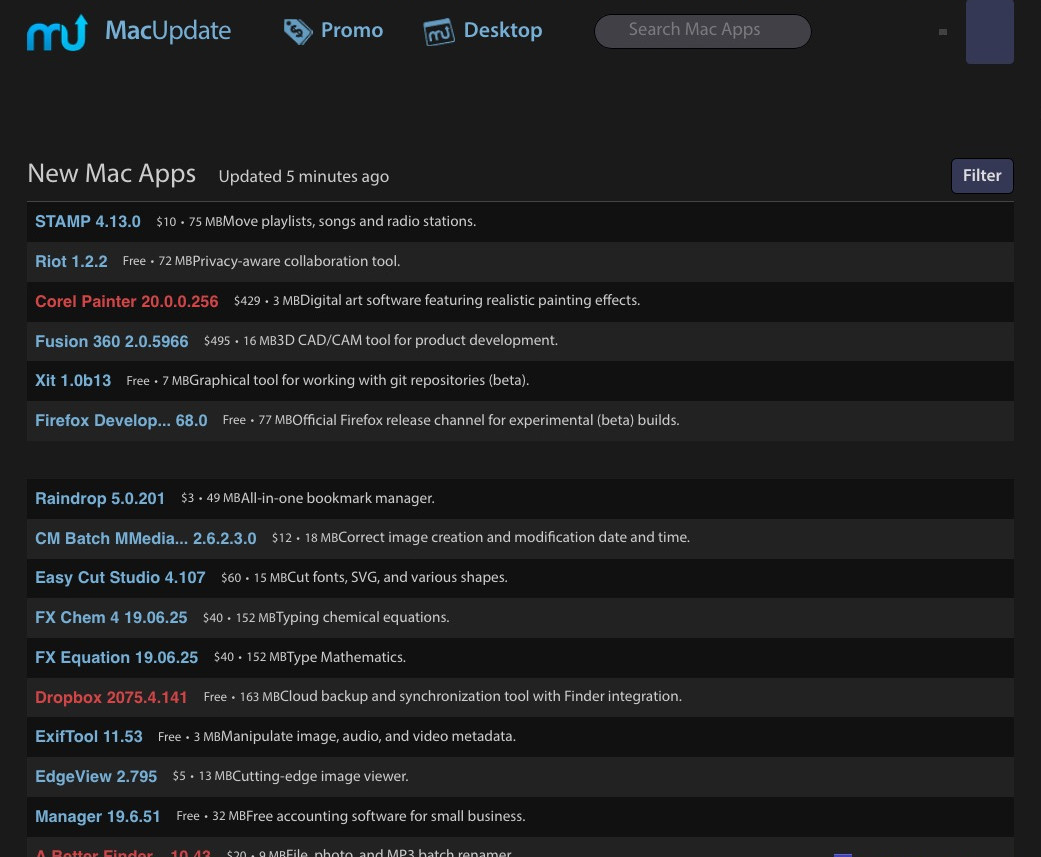 MacUpdate Promo Desktop Search Mac Apps
New Mac Apps Updated 5 minutes ago Filter
STAMP 4.13.0 $10 • 75 MBMove playlists, songs and radio stations.
Riot 1.2.2 Free • 72 MBPrivacy-aware collaboration tool.
Corel Painter 20.0.0.256 $429 • 3 MBDigital art software featuring realistic painting effects.
Fusion 360 2.0.5966 $495 • 16 MB3D CAD/CAM tool for product development.
Xit 1.0b13 Free • 7 MBGraphical tool for working with git repositories (beta).
Firefox Develop... 68.0 Free • 77 MBOfficial Firefox release channel for experimental (beta) builds.
Raindrop 5.0.201 $3 • 49 MBAll-in-one bookmark manager.
CM Batch MMedia... 2.6.2.3.0 $12 • 18 MBCorrect image creation and modification date and time.
Easy Cut Studio 4.107 $60 • 15 MBCut fonts, SVG, and various shapes.
FX Chem 4 19.06.25 $40 • 152 MBTyping chemical equations.
FX Equation 19.06.25 $40 • 152 MBType Mathematics.
Dropbox 2075.4.141 Free • 163 MBCloud backup and synchronization tool with Finder integration.
ExifTool 11.53 Free • 3 MBManipulate image, audio, and video metadata.
EdgeView 2.795 $5 • 13 MBCutting-edge image viewer.
Manager 19.6.51 Free • 32 MBFree accounting software for small business.
A Better Finder... 10.43 $20 • 9 MBFile, photo, and MP3 batch renamer.